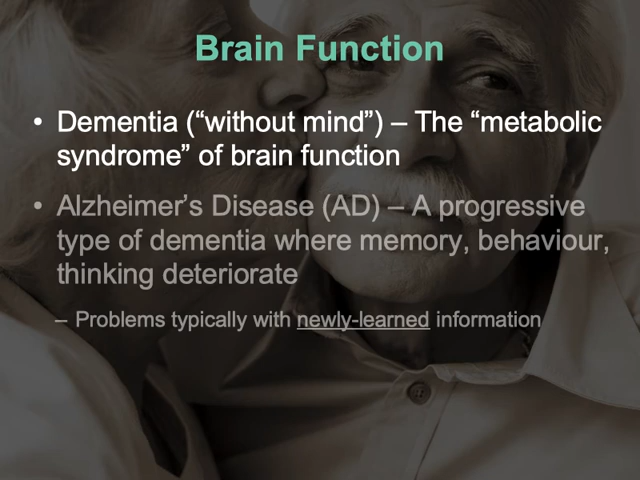 Brain Function
• Dementia (“without mind”) – The “metabolic
syndrome” of brain function
• Alzheimer’s Disease (AD) – A progressive
type of dementia where memory, behaviour,
thinking deteriorate
– Problems typically with newly-learned information